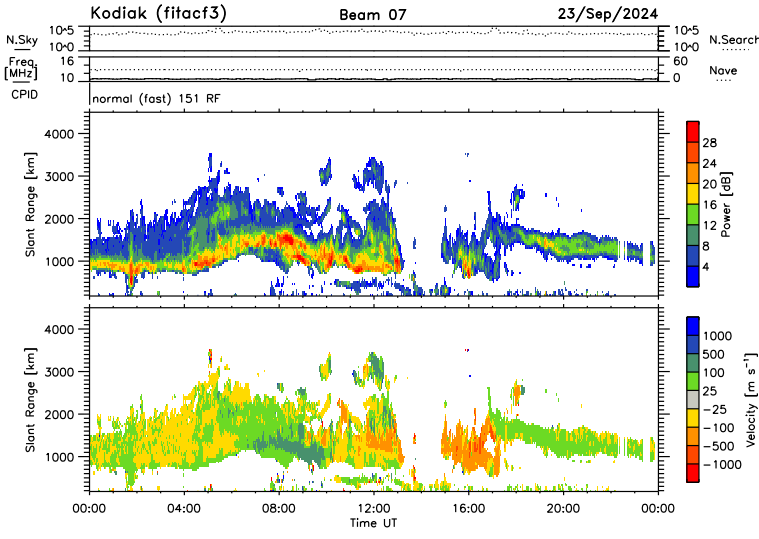 Kodiak (fitacf3) Beam 07 23/Sep/2024
N.Sky 10^5 10^0 10^5 10^0 N.Search
Freq. [MHz] 16 10 60 0 Nave
CPID normal (fast) 151 RF
Slant Range [km]
4000
3000
2000
1000
Power [dB]
28
24
20
16
12
8
4
Slant Range [km]
4000
3000
2000
1000
Velocity [m s⁻¹]
1000
500
100
25
−25
−100
−500
−1000
00:00 04:00 08:00 12:00 16:00 20:00 00:00
Time UT